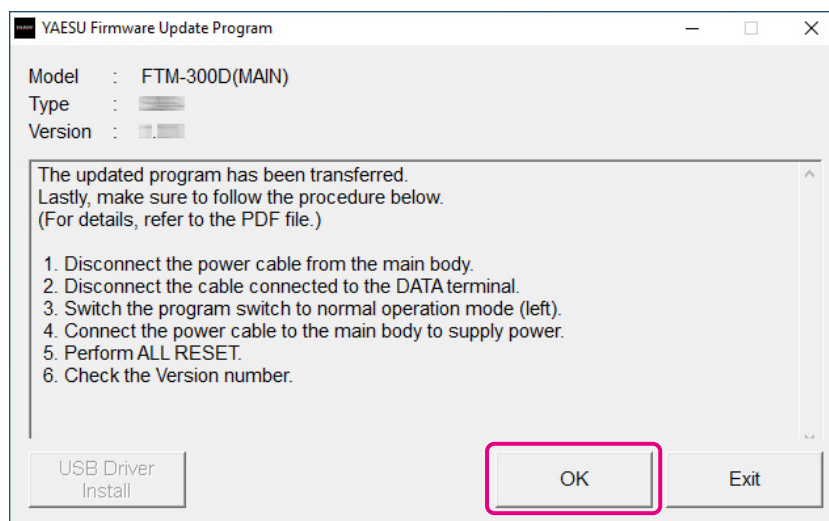 YAESU Firmware Update Program
Model : FTM-300D(MAIN)
Type :
Version :
The updated program has been transferred.
Lastly, make sure to follow the procedure below.
(For details, refer to the PDF file.)
1. Disconnect the power cable from the main body.
2. Disconnect the cable connected to the DATA terminal.
3. Switch the program switch to normal operation mode (left).
4. Connect the power cable to the main body to supply power.
5. Perform ALL RESET.
6. Check the Version number.
USB Driver
Install
OK
Exit